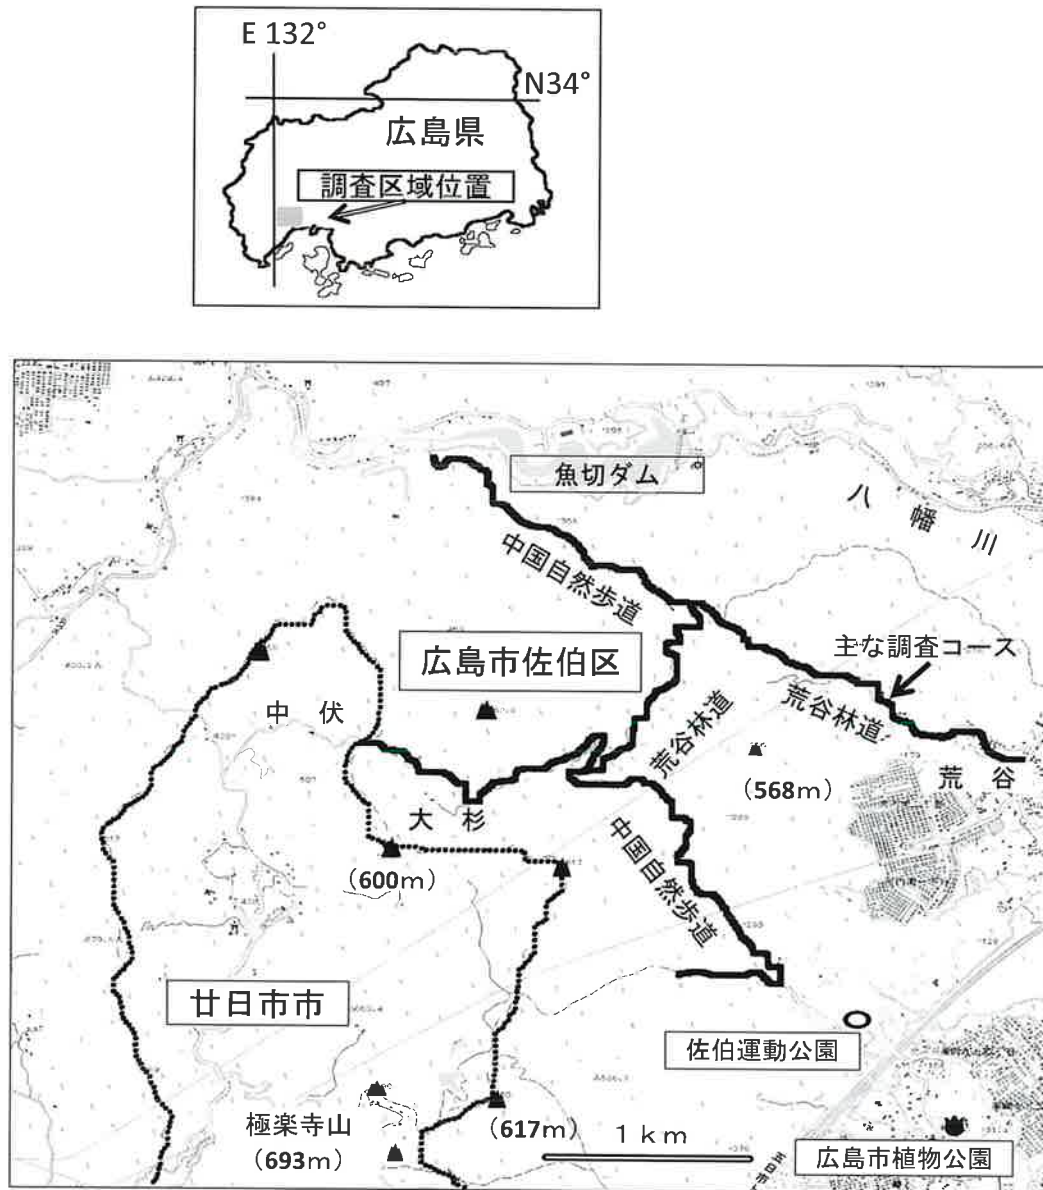 E 132°
N34°
広島県
調査区域位置
魚切ダム
八幡川
中国自然歩道
広島市佐伯区
主な調査コース
中 伏
荒谷林道
荒谷林道
(568m)
荒 谷
大 杉
(600m)
中国自然歩道
廿日市市
佐伯運動公園
極楽寺山
(693m)
(617m)
1 km
広島市植物公園